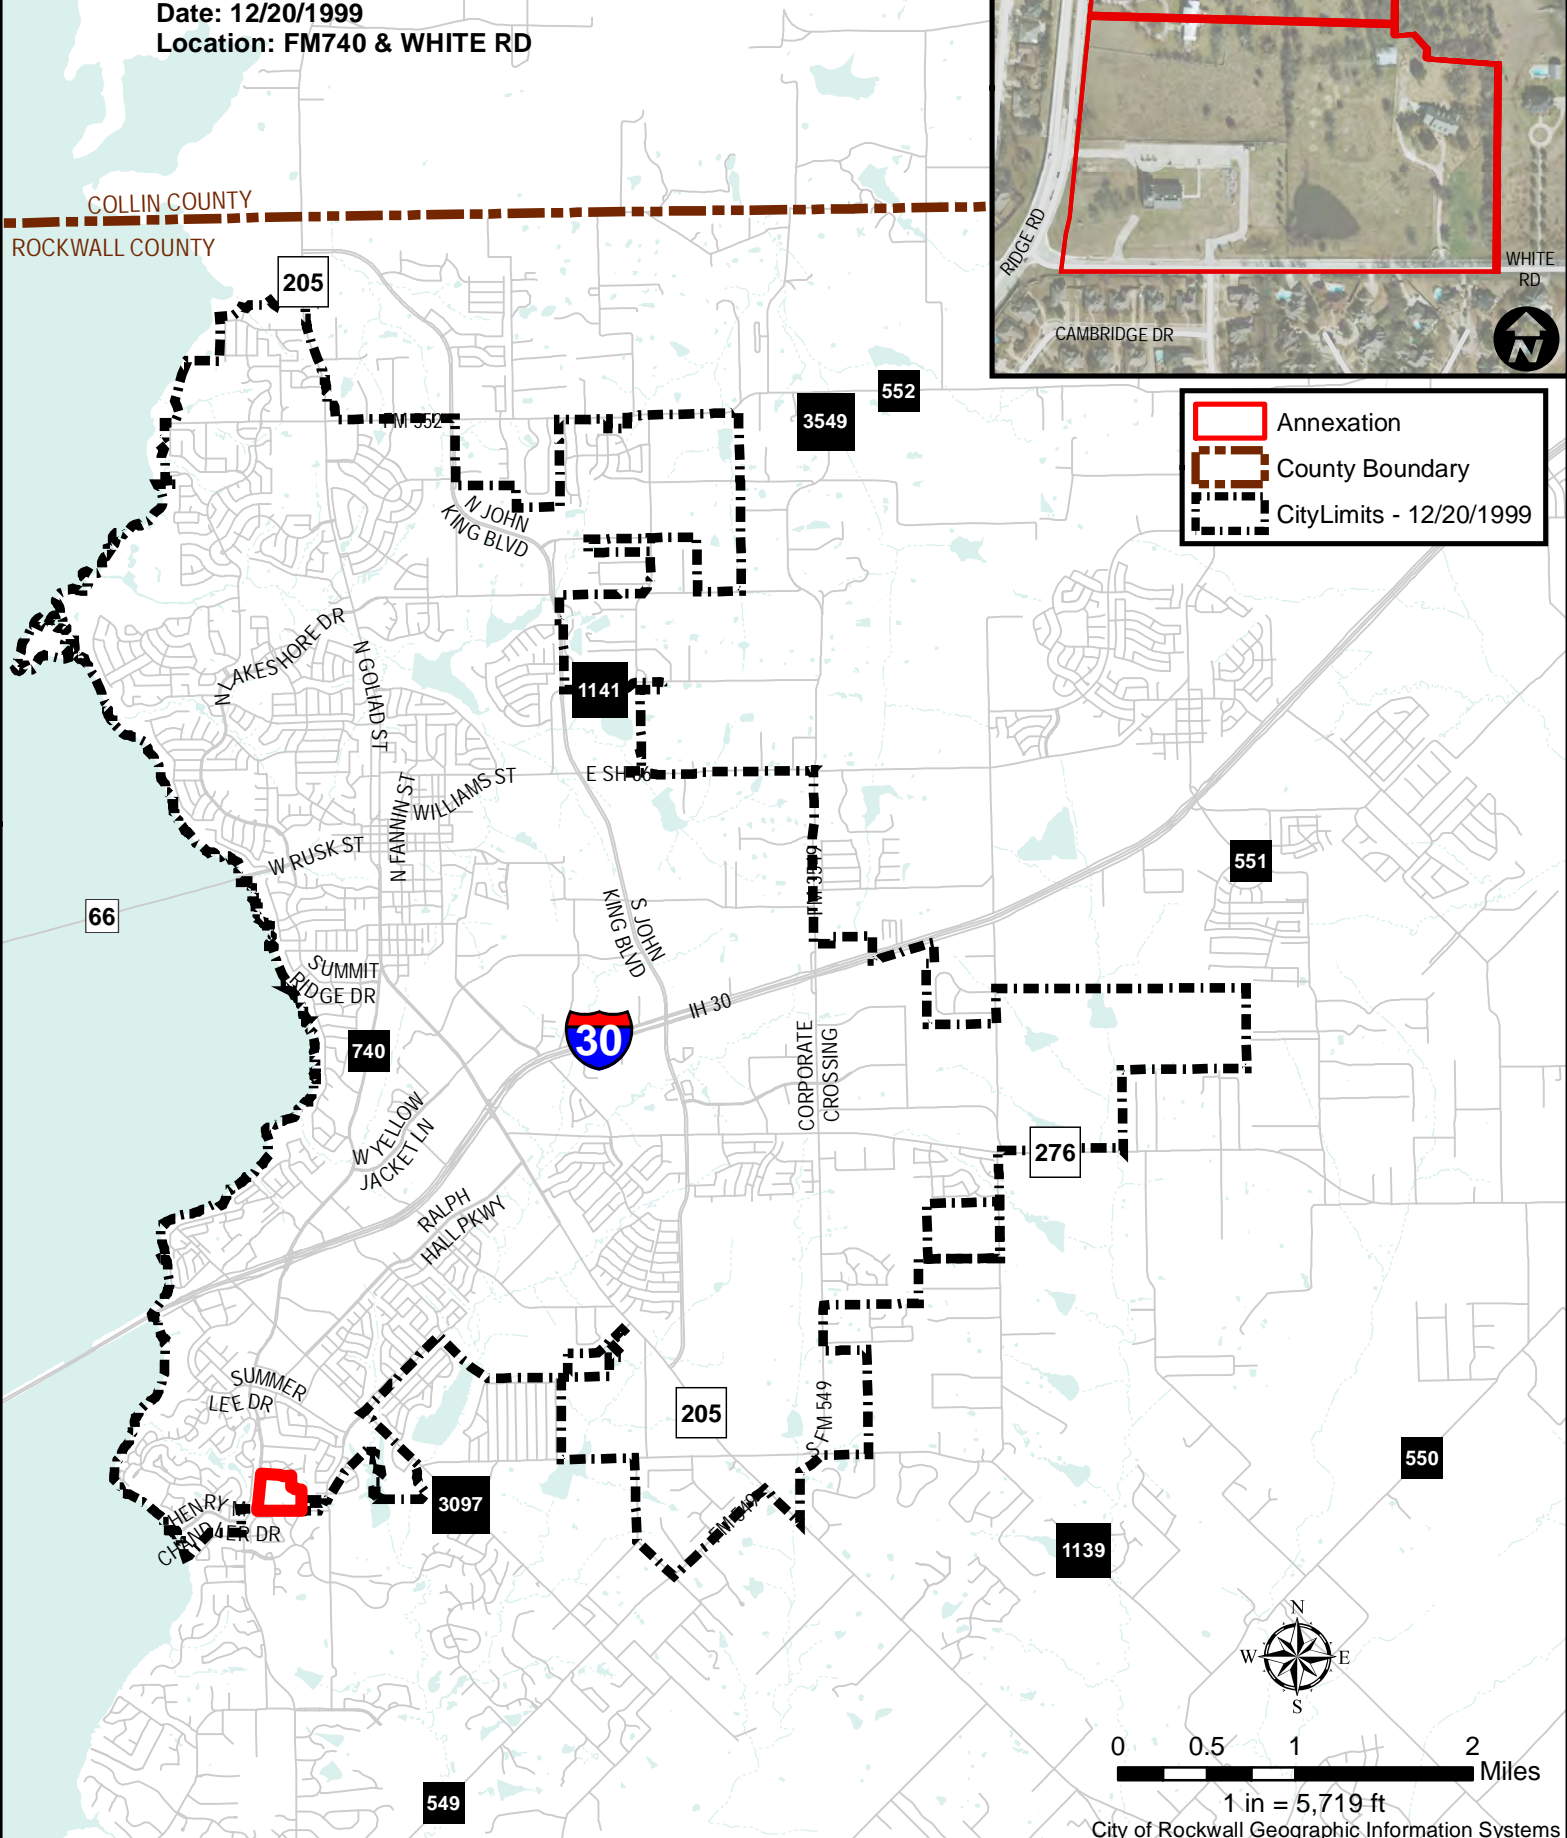 Date: 12/20/1999
Location: FM740 & WHITE RD
RIDGE RD
WHITE
RD
CAMBRIDGE DR
N
COLLIN COUNTY
ROCKWALL COUNTY
205
552
3549
Annexation
County Boundary
CityLimits - 12/20/1999
FM 552
N JOHN
KING BLVD
N LAKESHORE DR
N GOLIAD ST
1141
E SH 66
WILLIAMS ST
N FANNIN ST
W RUSK ST
FM 3549
551
66
S JOHN
KING BLVD
SUMMIT
RIDGE DR
IH 30
30
740
CORPORATE
CROSSING
W YELLOW
JACKET LN
276
RALPH
HALL PKWY
SUMMER
LEE DR
205
S FM 549
550
3097
HENRY M
CHANDLER DR
FM 549
1139
N
W
E
S
0
0.5
1
2
Miles
1 in = 5,719 ft
549
City of Rockwall Geographic Information Systems